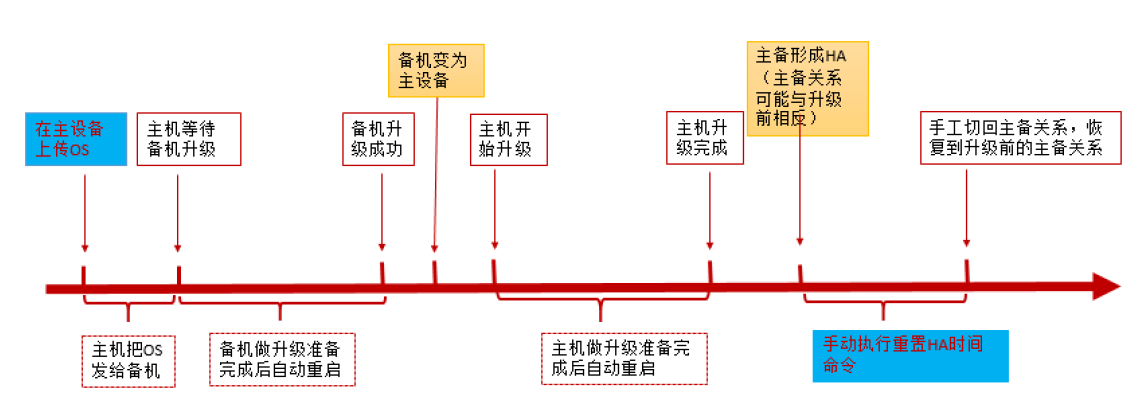 在主设备
上传OS
主机等待
备机升级
备机升
级成功
备机变为
主设备
主机开
始升级
主机升
级完成
主备形成HA
（主备关系
可能与升级
前相反）
手工切回主备关系，恢
复到升级前的主备关系
主机把OS
发给备机
备机做升级准备
完成后自动重启
主机做升级准备完
成后自动重启
手动执行重置HA时间
命令